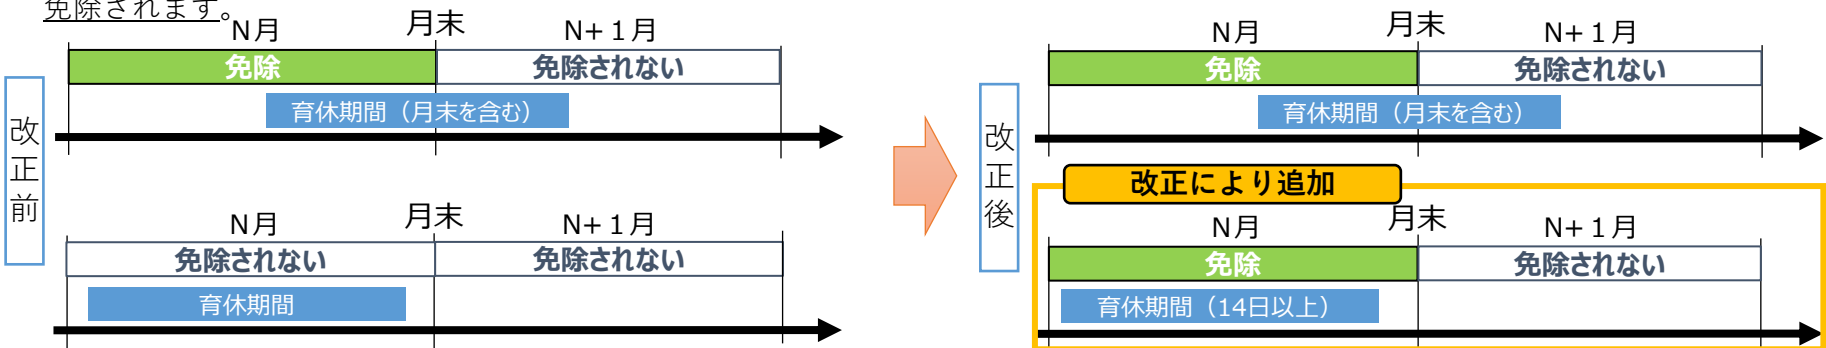 免除されます。
改正前
N月
月末
N+１月
免除
免除されない
育休期間（月末を含む）
N月
月末
N+１月
免除されない
免除されない
育休期間
改正後
N月
月末
N+１月
免除
免除されない
育休期間（月末を含む）
改正により追加
N月
月末
N+１月
免除
免除されない
育休期間（14日以上）